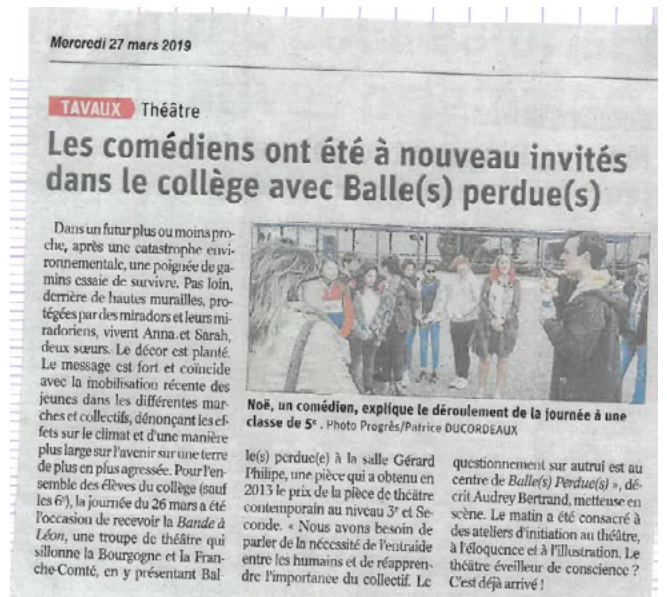 Mercredi 27 mars 2019
TAVAUX Théâtre
Les comédiens ont été à nouveau invités
dans le collège avec Balle(s) perdue(s)
Dans un futur plus ou moins pro-
che, après une catastrophe envi-
ronnementale, une poignée de ga-
mins essaie de survivre. Pas loin,
derrière de hautes murailles, pro-
tégées par des miradors et leurs mi-
radoriens, vivent Anna et Sarah,
deux sœurs. Le décor est planté.
Le message est fort et coïncide
avec la mobilisation récente des
jeunes dans les différentes mar-
ches et collectifs, dénonçant les ef-
fets sur le climat et d'une manière
plus large sur l'avenir sur une terre
de plus en plus agressée. Pour l'en-
semble des élèves du collège (sauf
les 6e), la journée du 26 mars a été
l'occasion de recevoir la Bande à
Léon, une troupe de théâtre qui
sillonne la Bourgogne et la Fran-
che-Comté, en y présentant Bal-
Noë, un comédien, explique le déroulement de la journée à une
classe de 5e. Photo Progrès/Patrice DUCORDEAUX
le(s) perdue(e) à la salle Gérard
Philipe, une pièce qui a obtenu en
2013 le prix de la pièce de théâtre
contemporain au niveau 3e et Se-
conde. « Nous avons besoin de
parler de la nécessité de l'entraide
entre les humains et de réappren-
dre l'importance du collectif. Le
questionnement sur autrui est au
centre de Balle(s) Perdue(s) », dé-
crit Audrey Bertrand, metteuse en
scène. Le matin a été consacré à
des ateliers d'initiation au théâtre,
à l'éloquence et à l'illustration. Le
théâtre éveilleur de conscience ?
C'est déjà arrivé !